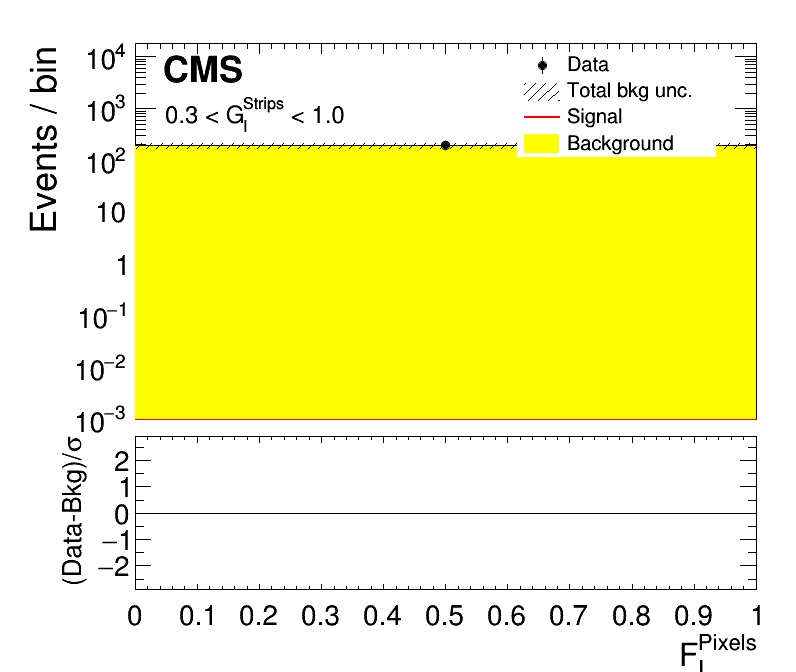 CMS
0.3 < G_l^Strips < 1.0
Data
Total bkg unc.
Signal
Background
Events / bin
10^4
10^3
10^2
10
1
10^−1
10^−2
10^−3
(Data-Bkg)/σ
2
1
0
−1
−2
0 0.1 0.2 0.3 0.4 0.5 0.6 0.7 0.8 0.9 1
F_I^Pixels